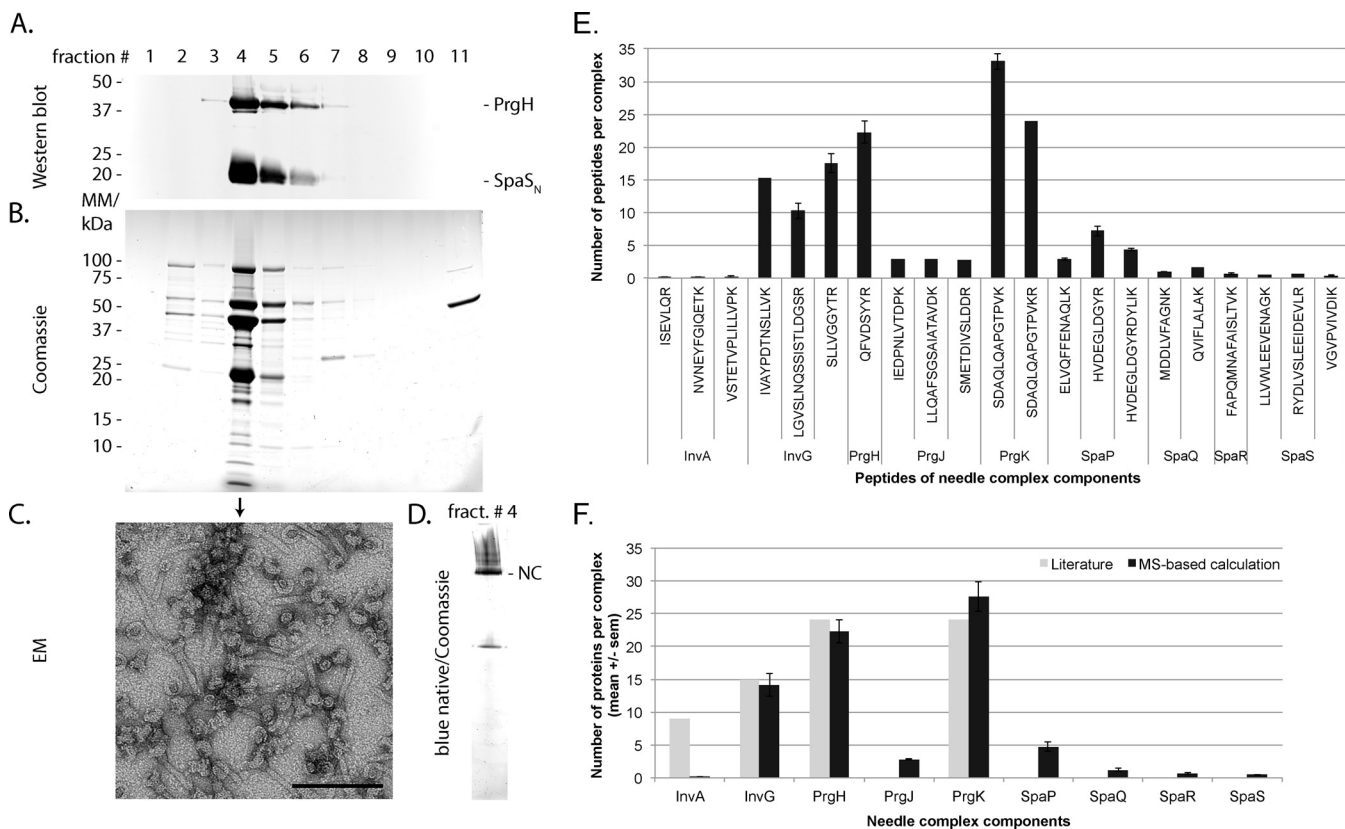 A.
fraction # 1 2 3 4 5 6 7 8 9 10 11
Western blot
50 -
37 -
25 -
20 -
- PrgH
- SpaSN
MM/
kDa
B.
Coomassie
100 -
75 -
50 -
37 -
25 -
20 -
15 -
10 -
C.
EM
D.
fract. # 4
blue native/Coomassie
- NC
E.
Number of peptides per complex
35
30
25
20
15
10
5
0
ISEVLQR
NVNEYFGIQETK
VSTETVPLILLVPK
IVAYPDTNSLLVK
LGVSLNQSSISTLDGSR
SLLVGGYTR
QFVDSYYR
IEDPNLVTDPK
LLQAFSGSAIATAVDK
SMETDIVSLDDR
SDAQLQAPGTPVK
SDAQLQAPGTPVKR
ELVQFFENAQLK
HVDEGLDGYR
HVDEGLDGYRDYLIK
MDDLVFAGNK
QVIFLALAK
FAPQMNAFAISLTVK
LLVWLEEVENAGK
RYDLVSLEEIDEVLR
VGVPVIVDIK
InvA InvG PrgH PrgJ PrgK SpaP SpaQ SpaR SpaS
Peptides of needle complex components
F.
Number of proteins per complex
(mean +/- sem)
35
30
25
20
15
10
5
0
Literature MS-based calculation
InvA InvG PrgH PrgJ PrgK SpaP SpaQ SpaR SpaS
Needle complex components